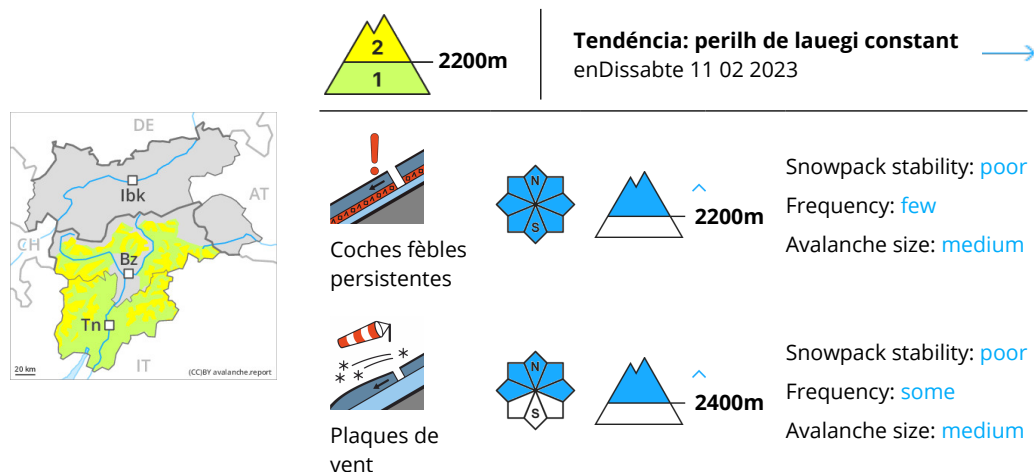 2
1
2200m
Tendéncia: perilh de lauegi constant
enDissabte 11 02 2023
DE
Ibk
AT
CH
Bz
Tn
IT
20 km
(CC)BY avalanche.report
N
S
2200m
Coches fèbles
persistentes
Snowpack stability: poor
Frequency: few
Avalanche size: medium
N
S
2400m
Plaques de
vent
Snowpack stability: poor
Frequency: some
Avalanche size: medium